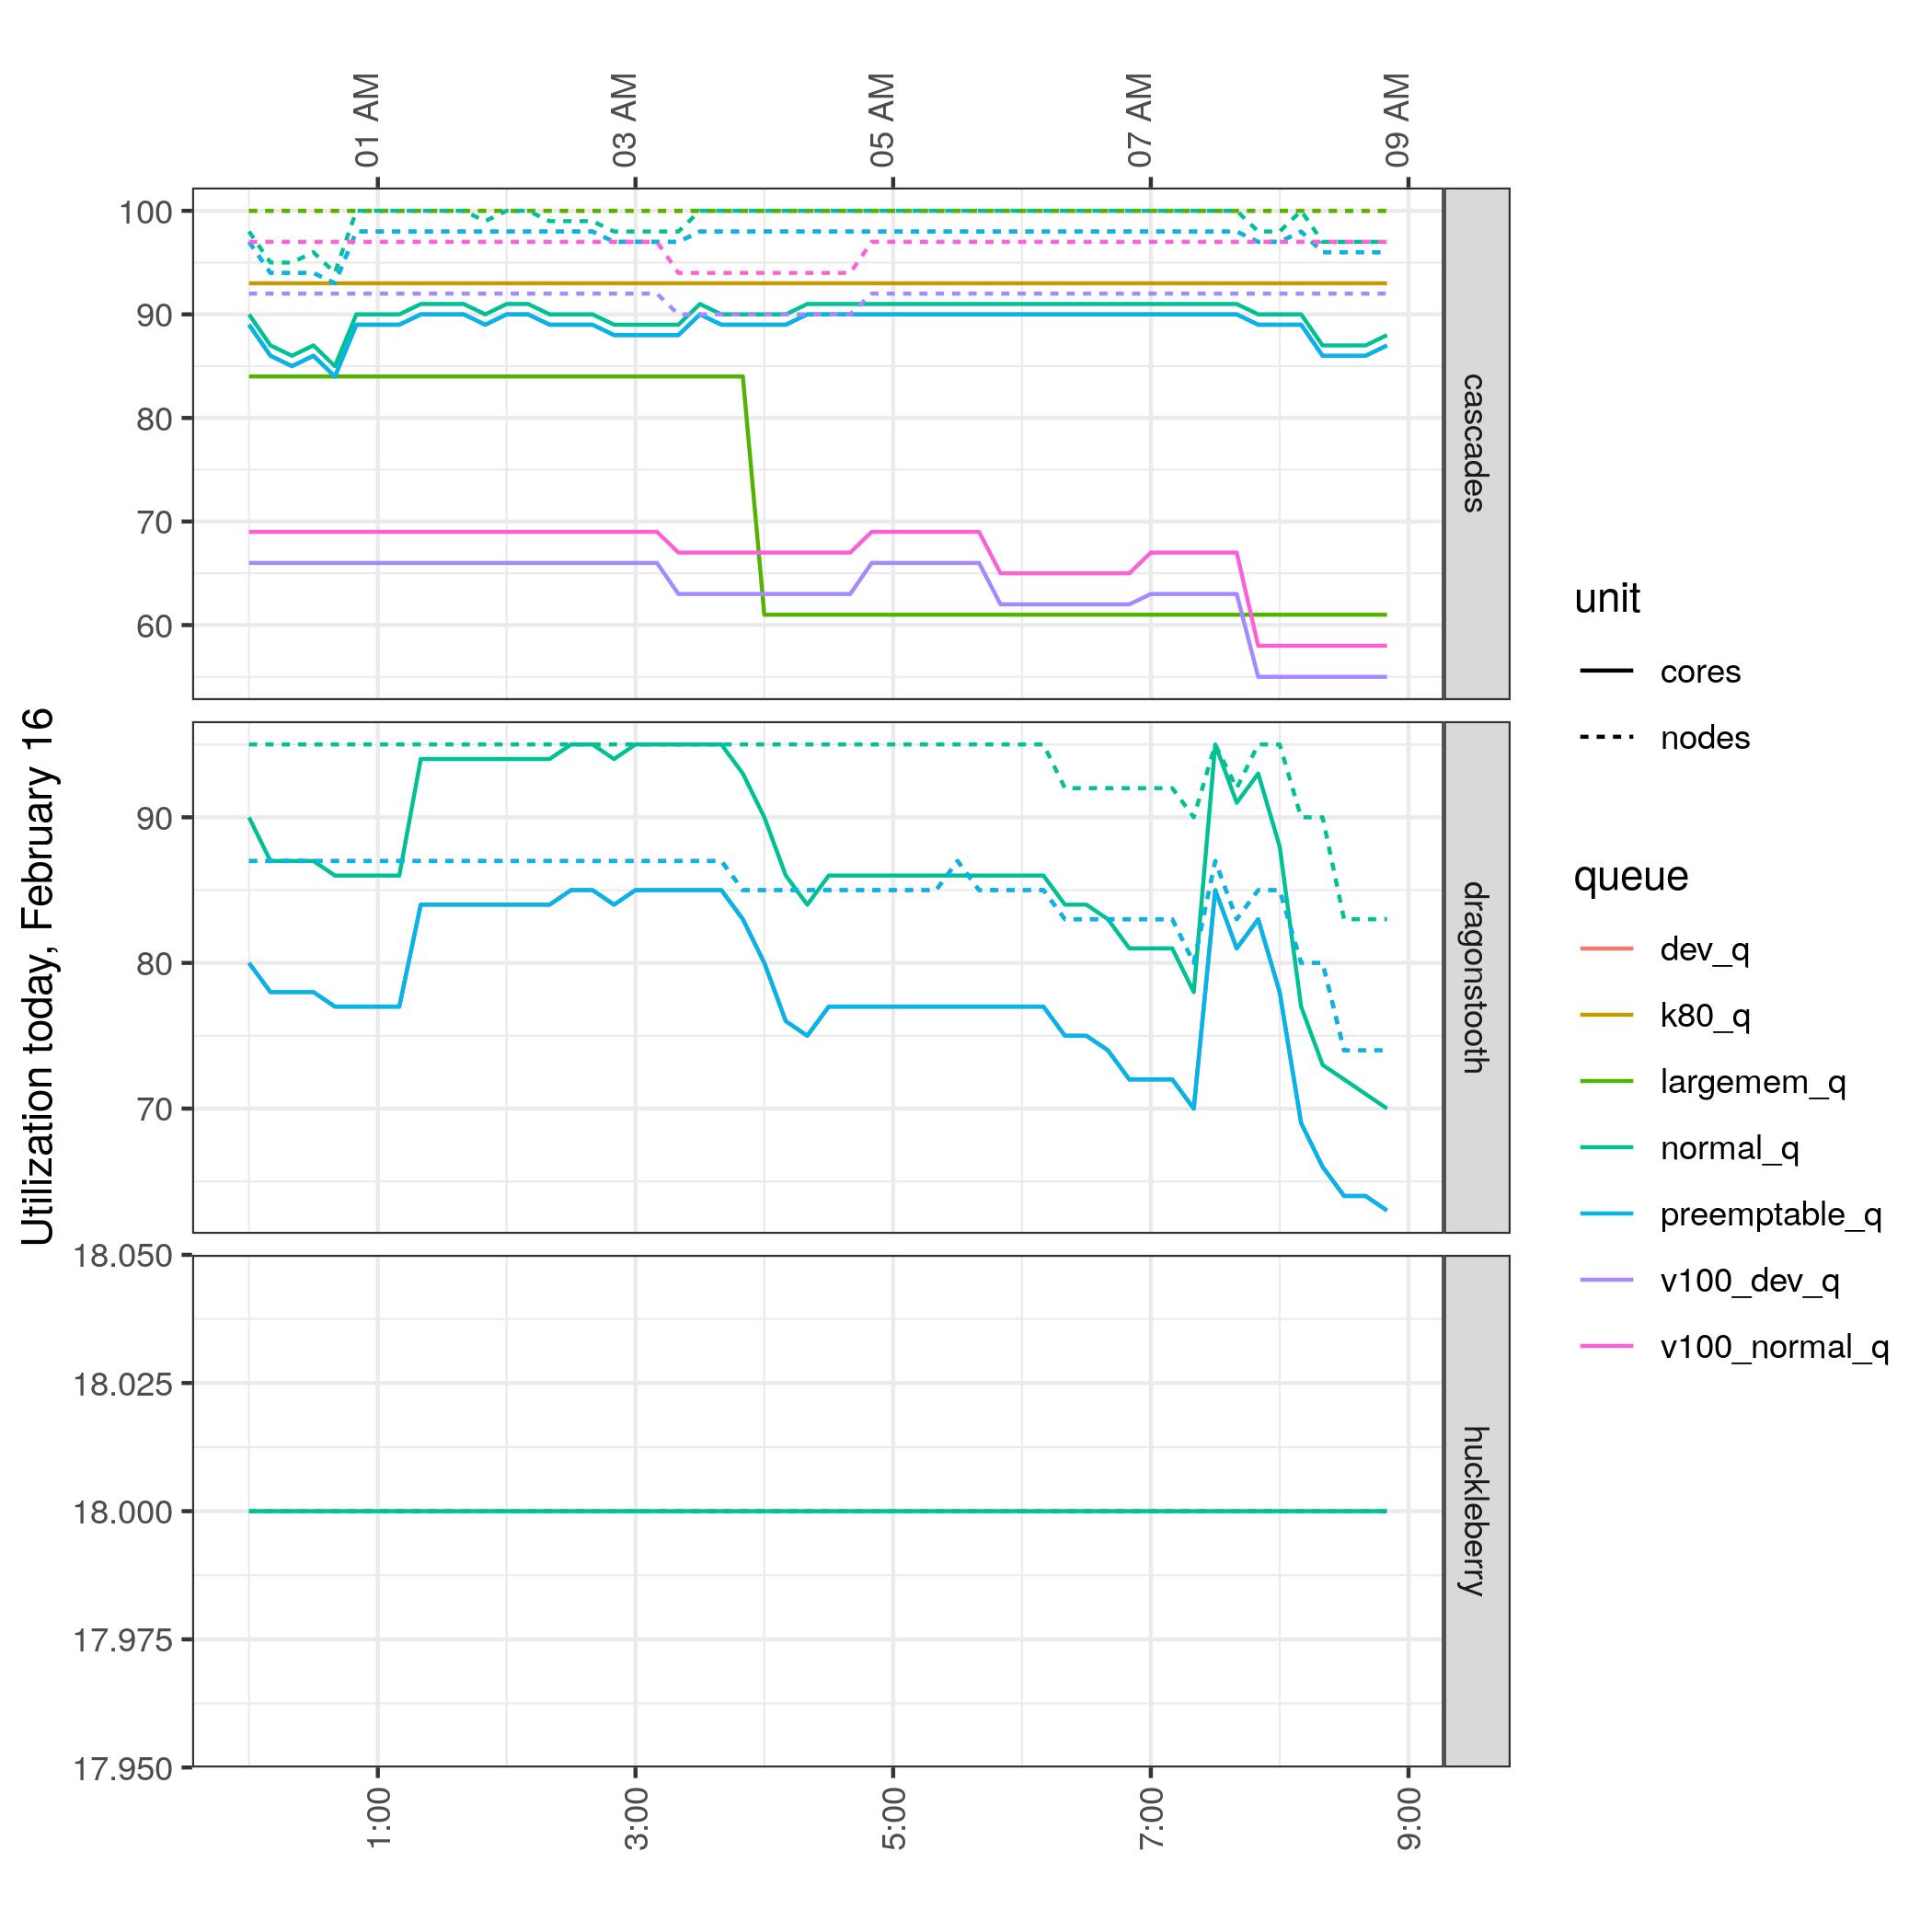 01 AM
03 AM
05 AM
07 AM
09 AM
Utilization today, February 16
100
90
80
70
60
cascades
90
80
70
dragonstooth
18.050
18.025
18.000
17.975
17.950
huckleberry
1:00
3:00
5:00
7:00
9:00
unit
cores
nodes
queue
dev_q
k80_q
largemem_q
normal_q
preemptable_q
v100_dev_q
v100_normal_q